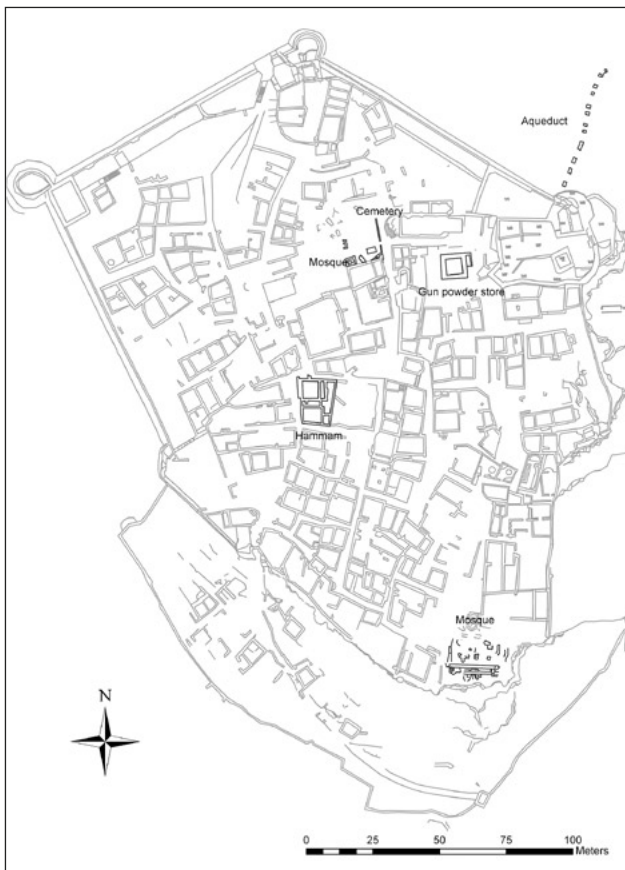 Aqueduct
Cemetery
Mosque
Gun powder store
Hammam
Mosque
N
0 25 50 75 100
Meters